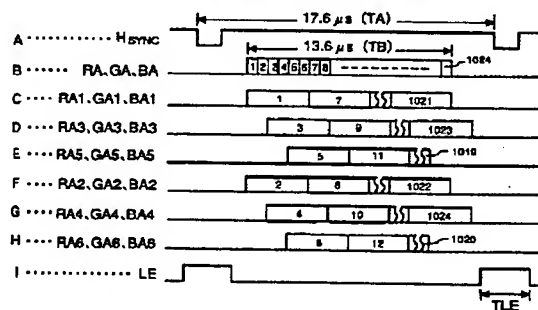 17.6 μs (TA)
A ············ HSYNC
13.6 μs (TB)
B ······ RA、GA、BA 1 2 3 4 5 6 7 8 1024
C ···· RA1、GA1、BA1 1 7 1021
D ···· RA3、GA3、BA3 3 9 1023
E ···· RA5、GA5、BA5 5 11 1019
F ···· RA2、GA2、BA2 2 8 1022
G ···· RA4、GA4、BA4 4 10 1024
H ···· RA6、GA6、BA6 6 12 1020
I ·············· LE
TLE